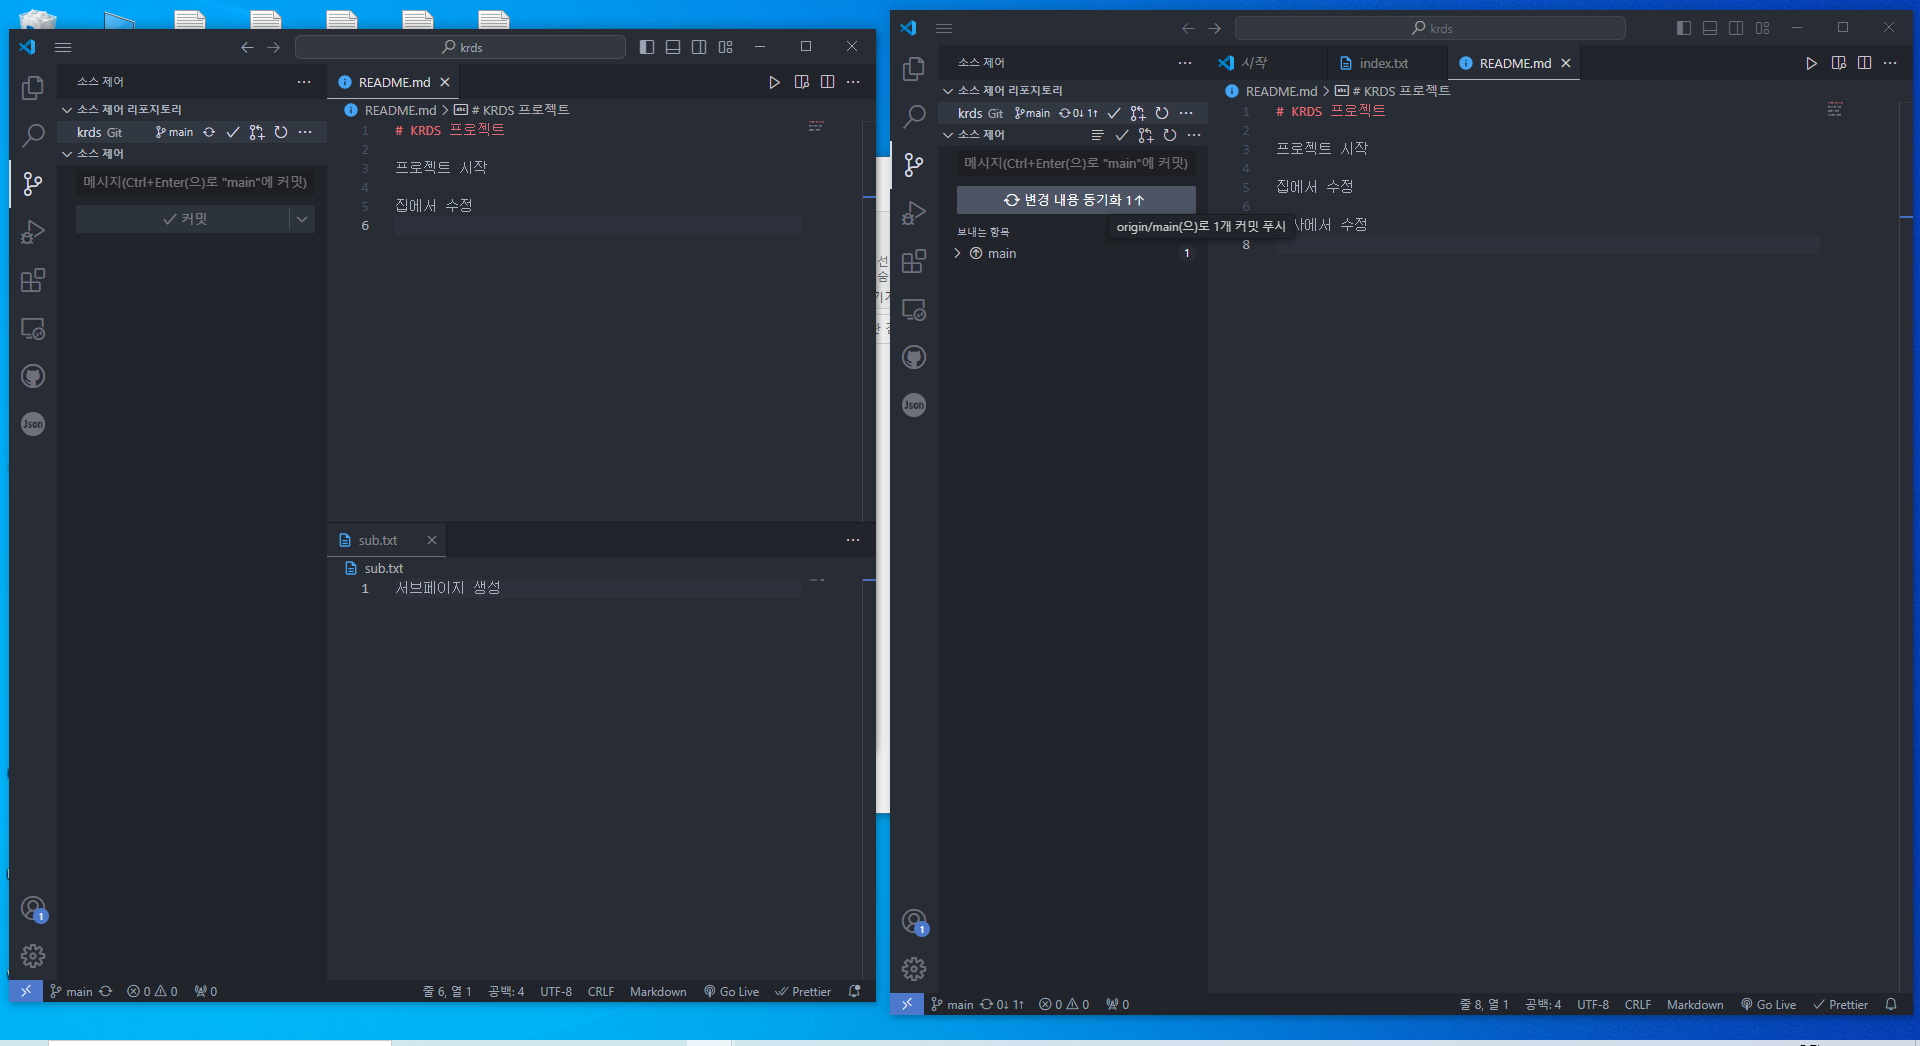 krds
소스 제어
README.md
소스 제어 리포지토리
README.md > # KRDS 프로젝트
krds Git main
소스 제어
메시지(Ctrl+Enter(으)로 "main"에 커밋)
커밋
1 # KRDS 프로젝트
2
3 프로젝트 시작
4
5 집에서 수정
6
sub.txt
sub.txt
1 서브페이지 생성
Json
1
main 0 0 0 줄 6, 열 1 공백: 4 UTF-8 CRLF Markdown Go Live Prettier
krds
소스 제어
시작 index.txt README.md
소스 제어 리포지토리
README.md > # KRDS 프로젝트
krds Git main 0↓ 1↑
소스 제어
메시지(Ctrl+Enter(으)로 "main"에 커밋)
변경 내용 동기화 1↑
origin/main(으)로 1개 커밋 푸시
보내는 항목
main 1
1 # KRDS 프로젝트
2
3 프로젝트 시작
4
5 집에서 수정
6
사에서 수정
8
Json
1
main 0↓ 1↑ 0 0 0 줄 8, 열 1 공백: 4 UTF-8 CRLF Markdown Go Live Prettier